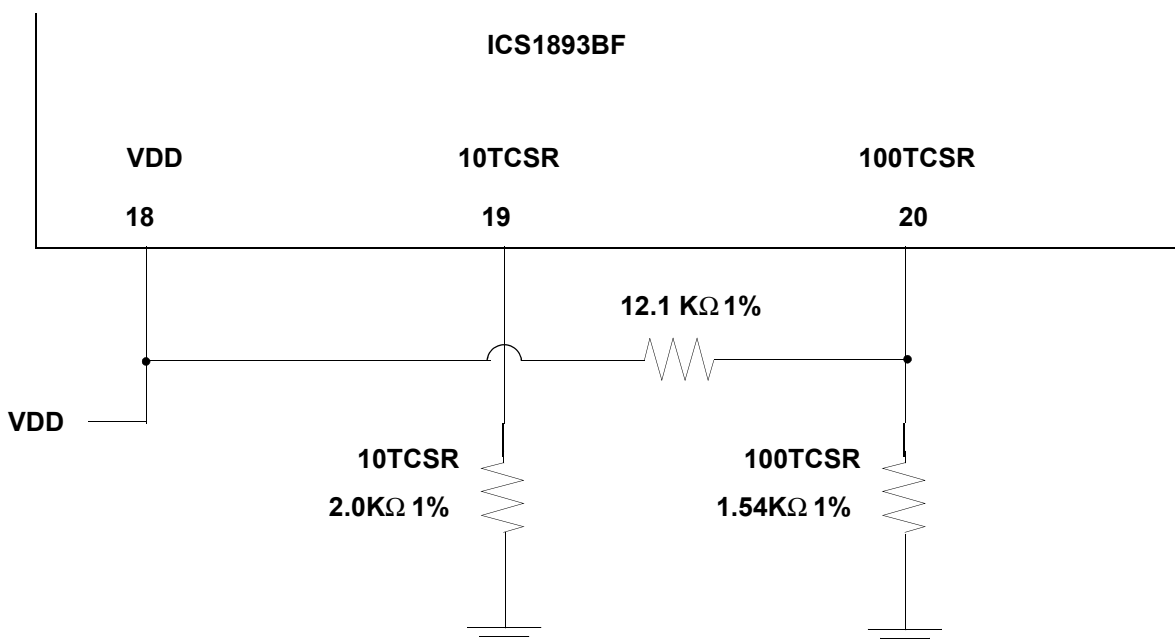 ICS1893BF
VDD 10TCSR 100TCSR
18 19 20
12.1 KΩ 1%
VDD
10TCSR 100TCSR
2.0KΩ 1% 1.54KΩ 1%